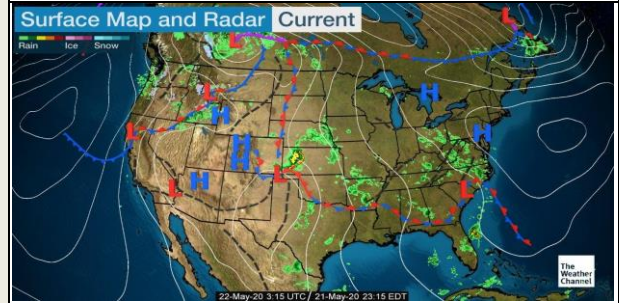 Surface Map and Radar Current
Rain Ice Snow
L
L
H
L
L
H
H
H
H
H
L
L
H
L
The
Weather
Channel
22-May-20 3:15 UTC / 21-May-20 23:15 EDT